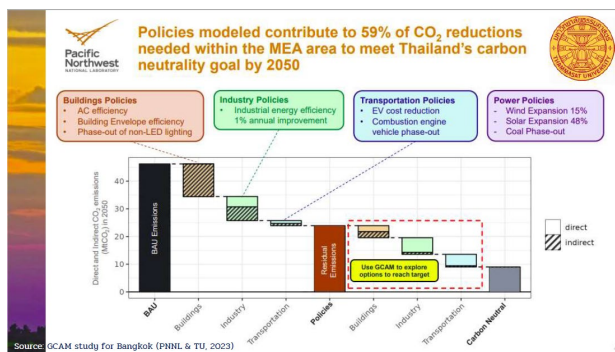 Pacific
Northwest
NATIONAL LABORATORY
Policies modeled contribute to 59% of CO₂ reductions
needed within the MEA area to meet Thailand's carbon
neutrality goal by 2050
Buildings Policies
• AC efficiency
• Building Envelope efficiency
• Phase-out of non-LED lighting
Industry Policies
• Industrial energy efficiency
1% annual improvement
Transportation Policies
• EV cost reduction
• Combustion engine
vehicle phase-out
Power Policies
- Wind Expansion 15%
- Solar Expansion 48%
- Coal Phase-out
Direct and Indirect CO₂ emissions
(MtCO₂) in 2050
40
30
20
10
0
BAU Emissions
Residual
Emissions
Use GCAM to explore
options to reach target
direct
indirect
BAU
Buildings
Industry
Transportation
Policies
Buildings
Industry
Transportation
Carbon Neutral
Source: GCAM study for Bangkok (PNNL & TU, 2023)